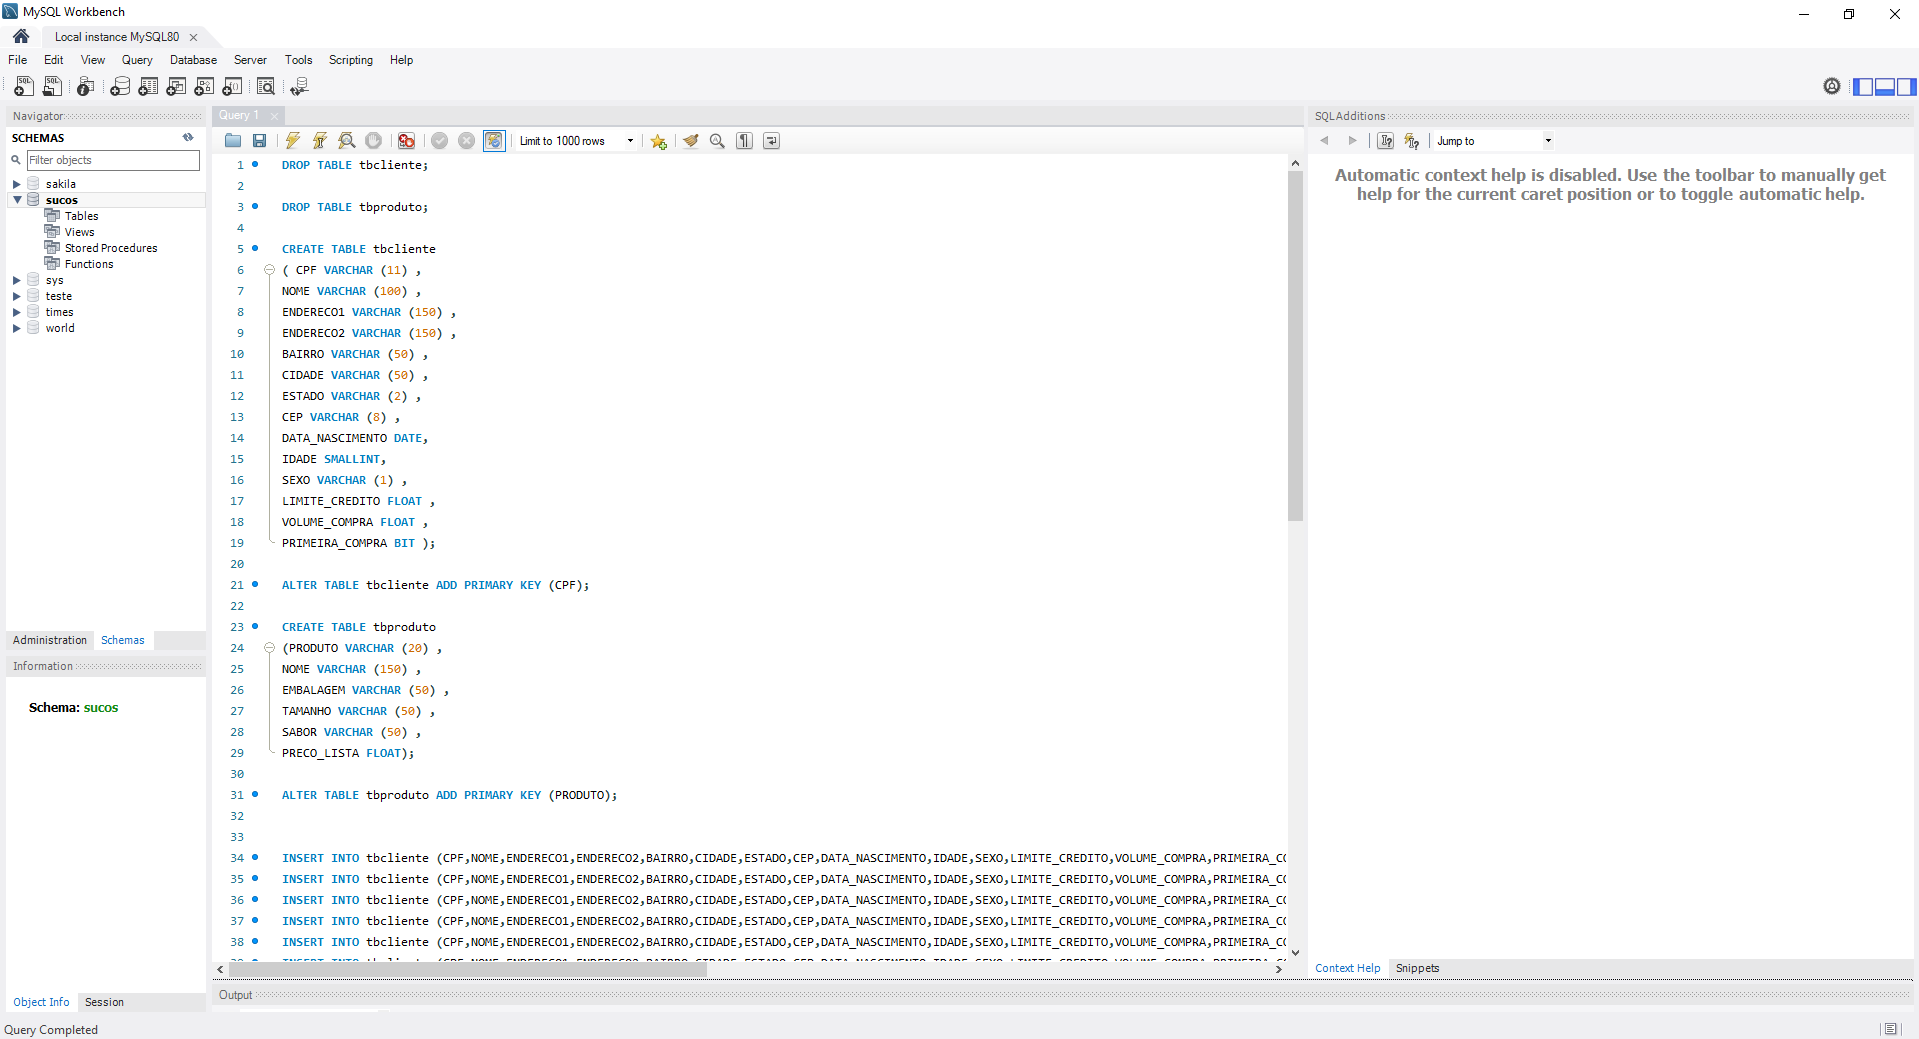 MySQL Workbench
Local instance MySQL80
File Edit View Query Database Server Tools Scripting Help
Navigator
SCHEMAS
Filter objects
sakila
sucos
Tables
Views
Stored Procedures
Functions
sys
teste
times
world
Administration Schemas
Information
Schema: sucos
Object Info Session
Query 1
Limit to 1000 rows
1 DROP TABLE tbcliente;
2
3 DROP TABLE tbproduto;
4
5 CREATE TABLE tbcliente
6 ( CPF VARCHAR (11) ,
7 NOME VARCHAR (100) ,
8 ENDERECO1 VARCHAR (150) ,
9 ENDERECO2 VARCHAR (150) ,
10 BAIRRO VARCHAR (50) ,
11 CIDADE VARCHAR (50) ,
12 ESTADO VARCHAR (2) ,
13 CEP VARCHAR (8) ,
14 DATA_NASCIMENTO DATE,
15 IDADE SMALLINT,
16 SEXO VARCHAR (1) ,
17 LIMITE_CREDITO FLOAT ,
18 VOLUME_COMPRA FLOAT ,
19 PRIMEIRA_COMPRA BIT );
20
21 ALTER TABLE tbcliente ADD PRIMARY KEY (CPF);
22
23 CREATE TABLE tbproduto
24 (PRODUTO VARCHAR (20) ,
25 NOME VARCHAR (150) ,
26 EMBALAGEM VARCHAR (50) ,
27 TAMANHO VARCHAR (50) ,
28 SABOR VARCHAR (50) ,
29 PRECO_LISTA FLOAT);
30
31 ALTER TABLE tbproduto ADD PRIMARY KEY (PRODUTO);
32
33
34 INSERT INTO tbcliente (CPF,NOME,ENDERECO1,ENDERECO2,BAIRRO,CIDADE,ESTADO,CEP,DATA_NASCIMENTO,IDADE,SEXO,LIMITE_CREDITO,VOLUME_COMPRA,PRIMEIRA_CO
35 INSERT INTO tbcliente (CPF,NOME,ENDERECO1,ENDERECO2,BAIRRO,CIDADE,ESTADO,CEP,DATA_NASCIMENTO,IDADE,SEXO,LIMITE_CREDITO,VOLUME_COMPRA,PRIMEIRA_CO
36 INSERT INTO tbcliente (CPF,NOME,ENDERECO1,ENDERECO2,BAIRRO,CIDADE,ESTADO,CEP,DATA_NASCIMENTO,IDADE,SEXO,LIMITE_CREDITO,VOLUME_COMPRA,PRIMEIRA_CO
37 INSERT INTO tbcliente (CPF,NOME,ENDERECO1,ENDERECO2,BAIRRO,CIDADE,ESTADO,CEP,DATA_NASCIMENTO,IDADE,SEXO,LIMITE_CREDITO,VOLUME_COMPRA,PRIMEIRA_CO
38 INSERT INTO tbcliente (CPF,NOME,ENDERECO1,ENDERECO2,BAIRRO,CIDADE,ESTADO,CEP,DATA_NASCIMENTO,IDADE,SEXO,LIMITE_CREDITO,VOLUME_COMPRA,PRIMEIRA_CO
Output
SQLAdditions
Jump to
Automatic context help is disabled. Use the toolbar to manually get
help for the current caret position or to toggle automatic help.
Context Help Snippets
Query Completed